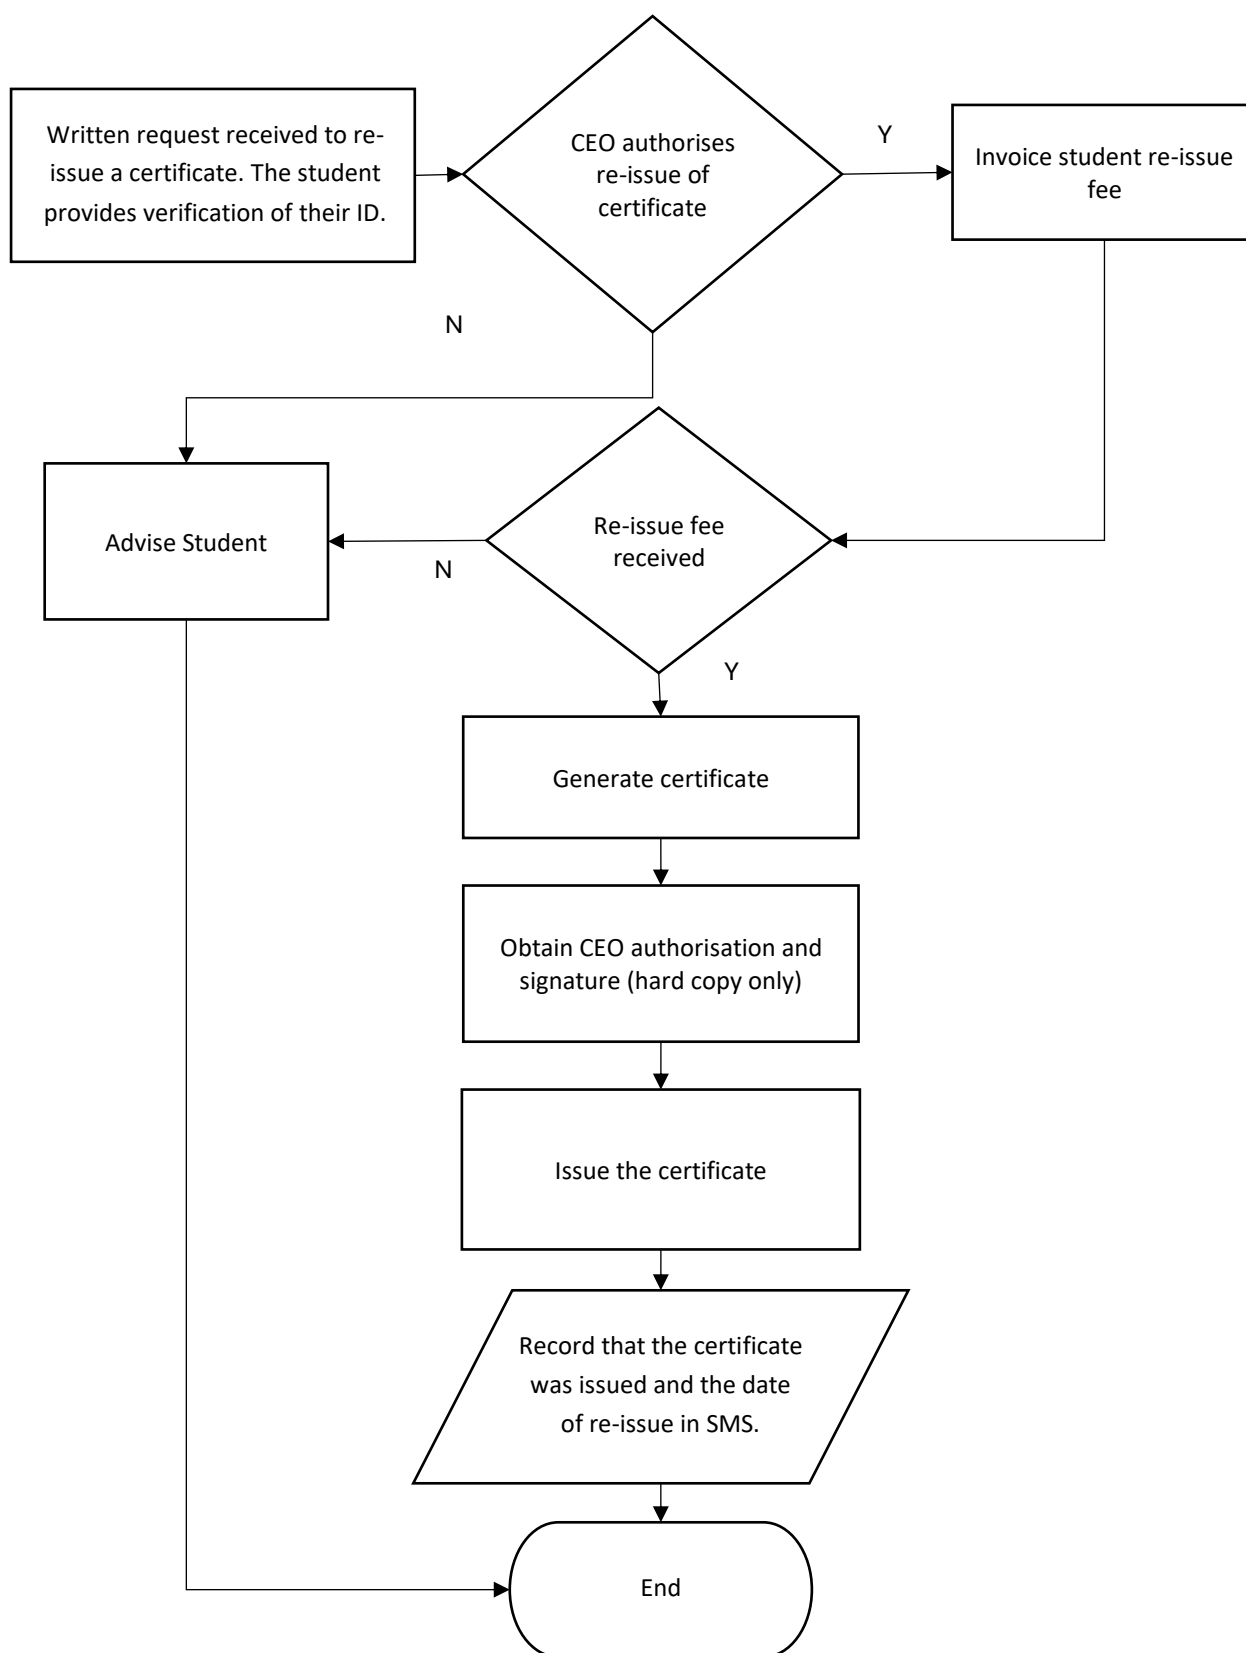 Written request received to re-
issue a certificate. The student
provides verification of their ID.
CEO authorises
re-issue of
certificate
Y
Invoice student re-issue
fee
N
Advise Student
Re-issue fee
received
N
Y
Generate certificate
Obtain CEO authorisation and
signature (hard copy only)
Issue the certificate
Record that the certificate
was issued and the date
of re-issue in SMS.
End